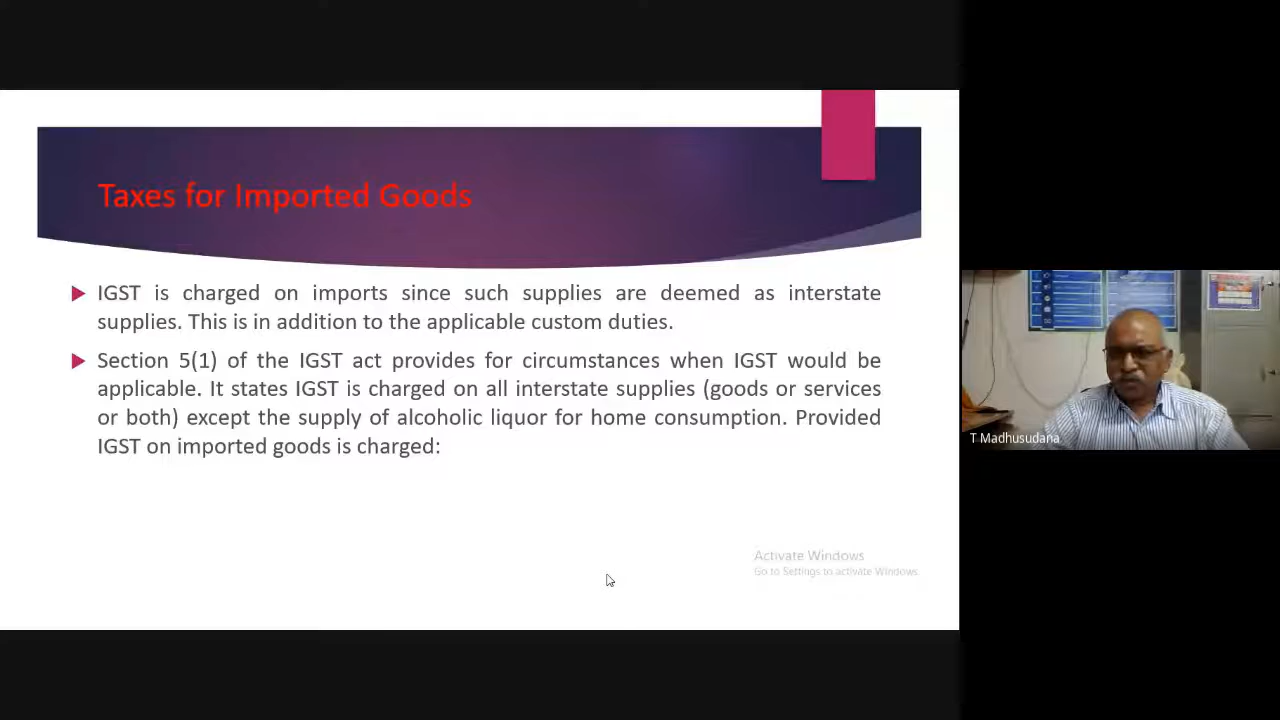 Taxes for Imported Goods
IGST is charged on imports since such supplies are deemed as interstate
supplies. This is in addition to the applicable custom duties.
Section 5(1) of the IGST act provides for circumstances when IGST would be
applicable. It states IGST is charged on all interstate supplies (goods or services
or both) except the supply of alcoholic liquor for home consumption. Provided
IGST on imported goods is charged:
Activate Windows
Go to Settings to activate Windows.
T Madhusudana